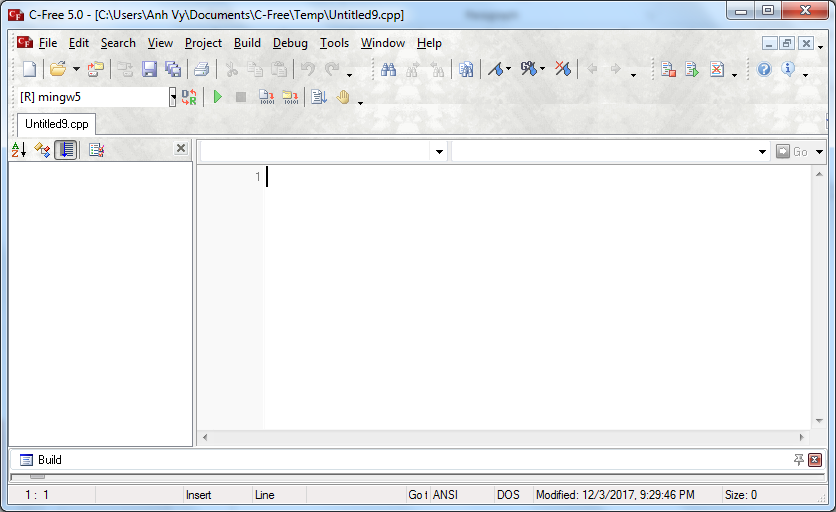 C-Free 5.0 - [C:\Users\Anh Vy\Documents\C-Free\Temp\Untitled9.cpp]
File Edit Search View Project Build Debug Tools Window Help
[R] mingw5
Untitled9.cpp
Go
1
Build
1 : 1 Insert Line Go t ANSI DOS Modified: 12/3/2017, 9:29:46 PM Size: 0